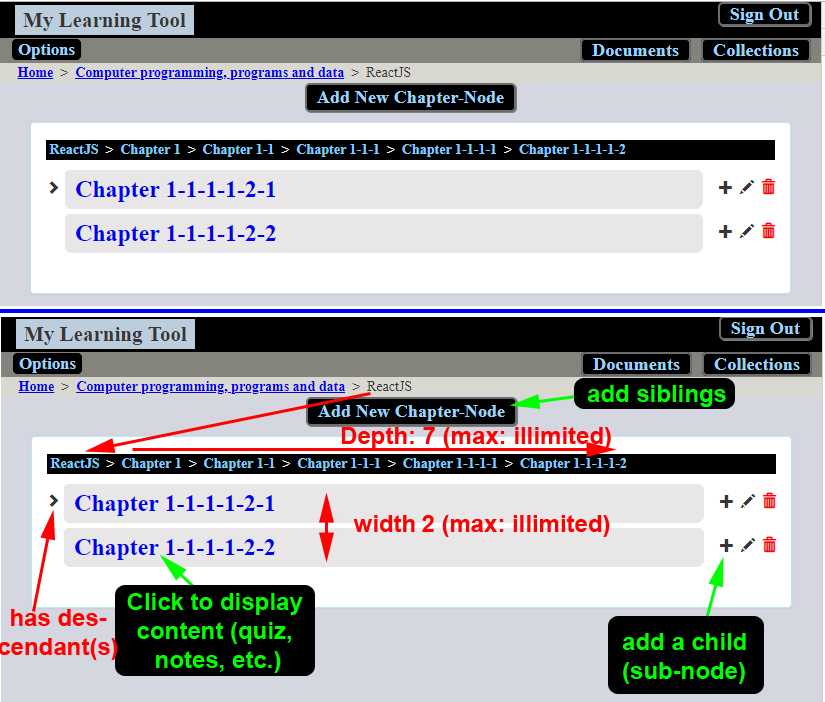 My Learning Tool Sign Out
Options Documents Collections
Home > Computer programming, programs and data > ReactJS
Add New Chapter-Node
ReactJS > Chapter 1 > Chapter 1-1 > Chapter 1-1-1 > Chapter 1-1-1-1 > Chapter 1-1-1-1-2
Chapter 1-1-1-1-2-1
Chapter 1-1-1-1-2-2
My Learning Tool Sign Out
Options Documents Collections
Home > Computer programming, programs and data > ReactJS
add siblings
Add New Chapter-Node
Depth: 7 (max: illimited)
ReactJS > Chapter 1 > Chapter 1-1 > Chapter 1-1-1 > Chapter 1-1-1-1 > Chapter 1-1-1-1-2
Chapter 1-1-1-1-2-1
width 2 (max: illimited)
Chapter 1-1-1-1-2-2
has des-
cendant(s)
Click to display
content (quiz,
notes, etc.)
add a child
(sub-node)